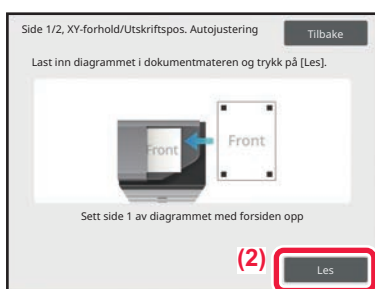 Side 1/2, XY-forhold/Utskriftspos. Autojustering
Tilbake
Last inn diagrammet i dokumentmateren og trykk på [Les].
Front
Front
Sett side 1 av diagrammet med forsiden opp
(2)
Les